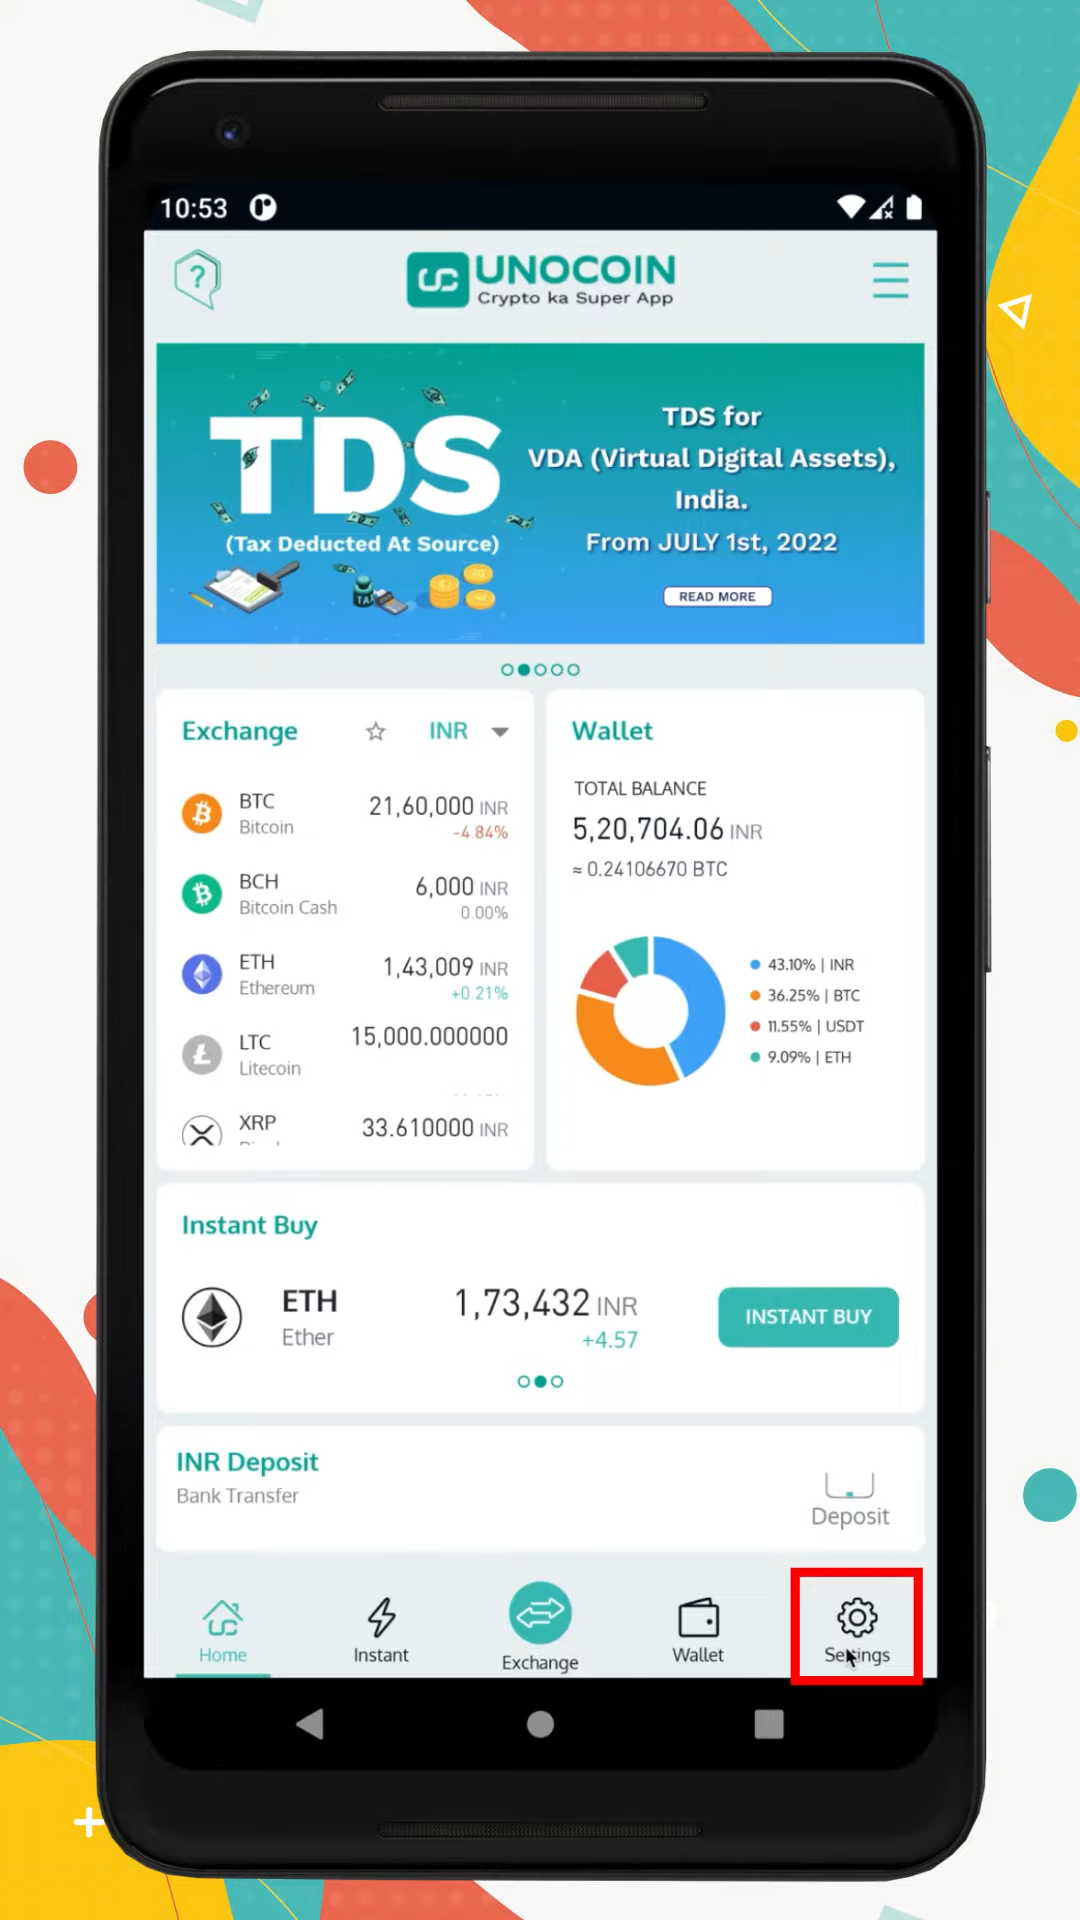 10:53
UNOCOIN
Crypto ka Super App
TDS
(Tax Deducted At Source)
TDS for
VDA (Virtual Digital Assets),
India.
From JULY 1st, 2022
READ MORE
Exchange INR
BTC 21,60,000 INR
Bitcoin -4.84%
BCH 6,000 INR
Bitcoin Cash 0.00%
ETH 1,43,009 INR
Ethereum +0.21%
LTC 15,000.000000
Litecoin
XRP 33.610000 INR
Wallet
TOTAL BALANCE
5,20,704.06 INR
≈ 0.24106670 BTC
43.10% | INR
36.25% | BTC
11.55% | USDT
9.09% | ETH
Instant Buy
ETH 1,73,432 INR
Ether +4.57
INSTANT BUY
INR Deposit
Bank Transfer
Deposit
Home Instant Exchange Wallet Settings